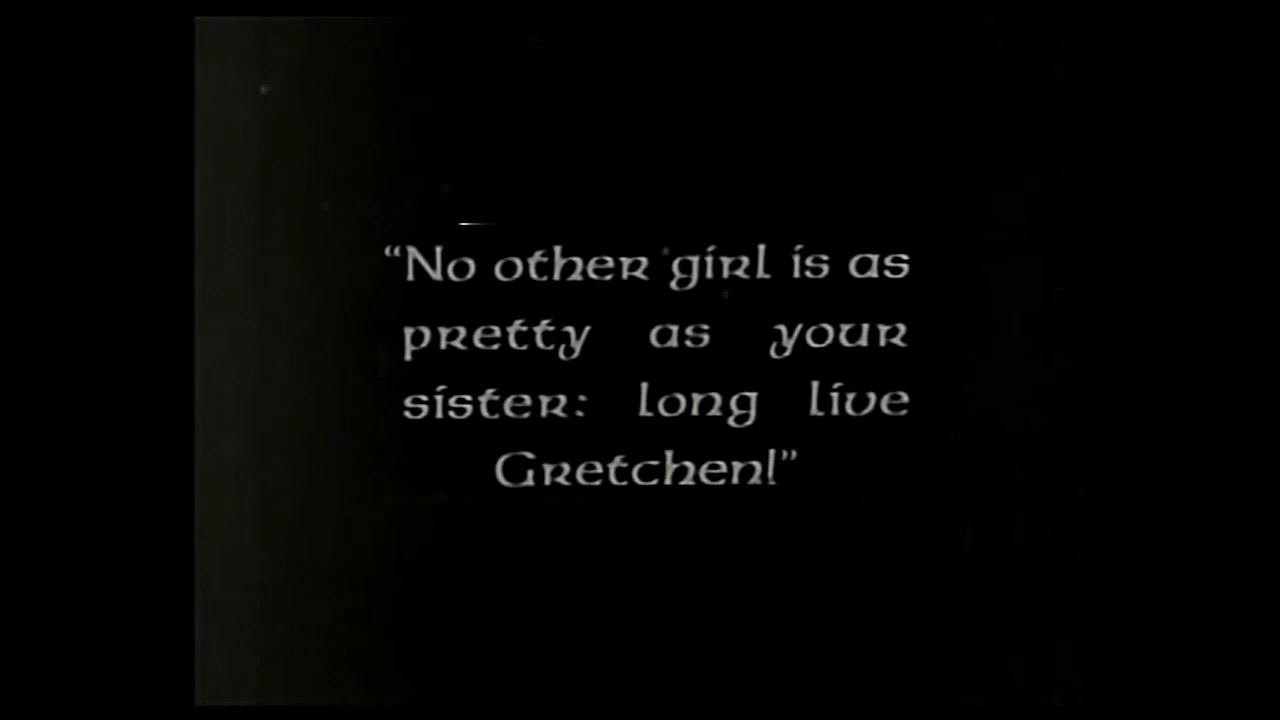 “No other girl is as
pretty as your
sister: long live
Gretchen!”